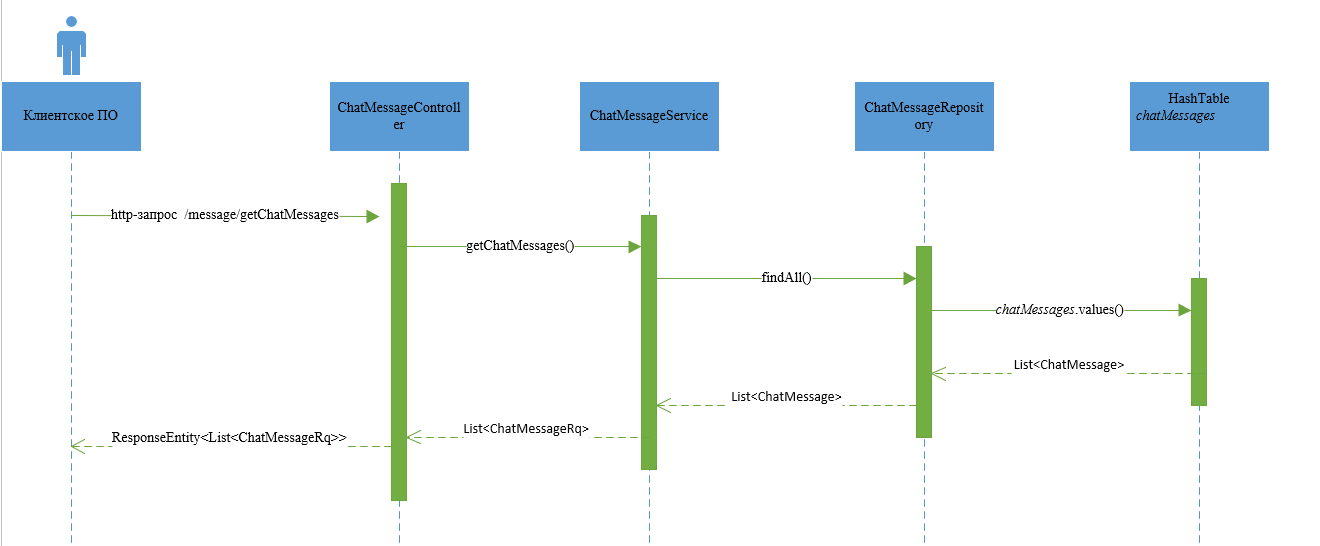 Клиентское ПО
ChatMessageControll
er
ChatMessageService
ChatMessageReposit
ory
HashTable
chatMessages
http-запрос /message/getChatMessages
getChatMessages()
findAll()
chatMessages.values()
List<ChatMessage>
List<ChatMessage>
List<ChatMessageRq>
ResponseEntity<List<ChatMessageRq>>